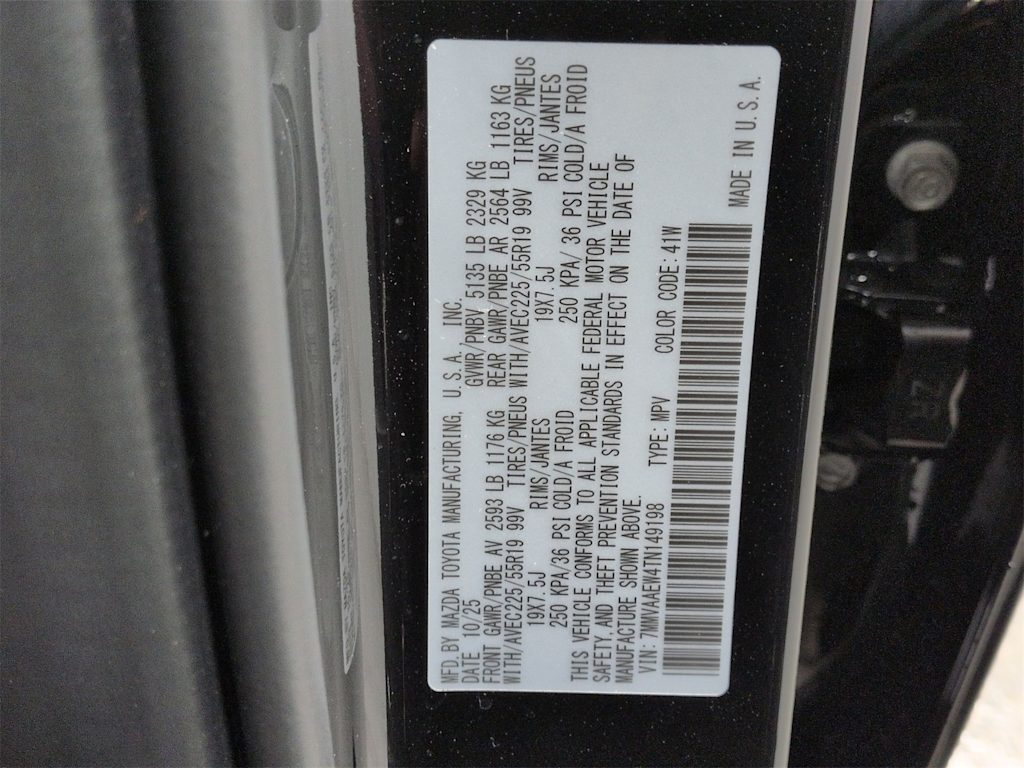 MFD.BY MAZDA TOYOTA MANUFACTURING, U.S.A. INC.
DATE 10/25 GVWR/PNBV 5135 LB 2329 KG
FRONT GAWR/PNBE AV 2593 LB 1176 KG REAR GAWR/PNBE AR 2564 LB 1163 KG
WITH/AVEC225/55R19 99V TIRES/PNEUS WITH/AVEC225/55R19 99V TIRES/PNEUS
19X7.5J RIMS/JANTES 19X7.5J RIMS/JANTES
250 KPA/36 PSI COLD/A FROID 250 KPA/ 36 PSI COLD/A FROID
THIS VEHICLE CONFORMS TO ALL APPLICABLE FEDERAL MOTOR VEHICLE
SAFETY, AND THEFT PREVENTION STANDARDS IN EFFECT ON THE DATE OF
MANUFACTURE SHOWN ABOVE.
VIN: 7MMVAAEW4TN149198 TYPE: MPV COLOR CODE: 41W
MADE IN U.S.A.